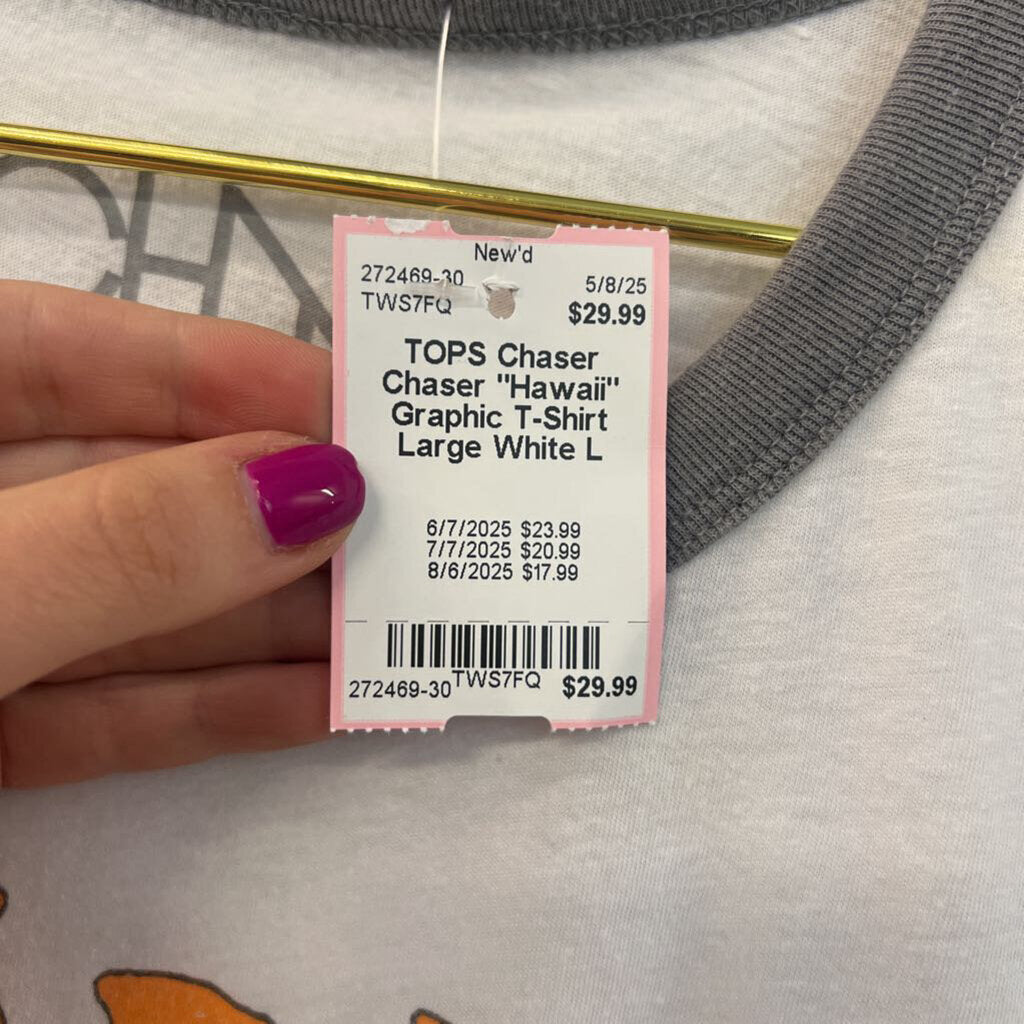 New'd
272469-30 5/8/25
TWS7FQ $29.99
TOPS Chaser
Chaser "Hawaii"
Graphic T-Shirt
Large White L
6/7/2025 $23.99
7/7/2025 $20.99
8/6/2025 $17.99
272469-30 TWS7FQ $29.99